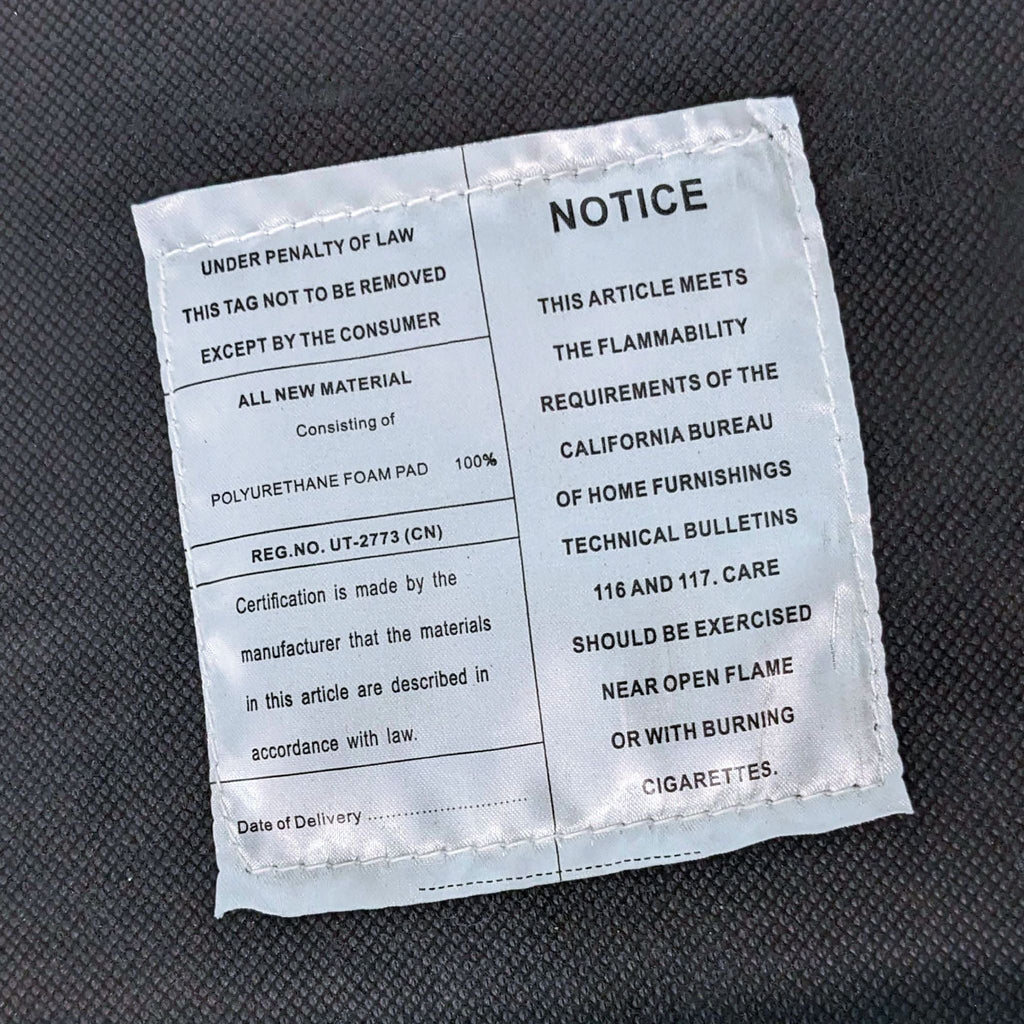 UNDER PENALTY OF LAW
THIS TAG NOT TO BE REMOVED
EXCEPT BY THE CONSUMER
ALL NEW MATERIAL
Consisting of
POLYURETHANE FOAM PAD 100%
REG.NO. UT-2773 (CN)
Certification is made by the
manufacturer that the materials
in this article are described in
accordance with law.
Date of Delivery ........................
NOTICE
THIS ARTICLE MEETS
THE FLAMMABILITY
REQUIREMENTS OF THE
CALIFORNIA BUREAU
OF HOME FURNISHINGS
TECHNICAL BULLETINS
116 AND 117. CARE
SHOULD BE EXERCISED
NEAR OPEN FLAME
OR WITH BURNING
CIGARETTES.